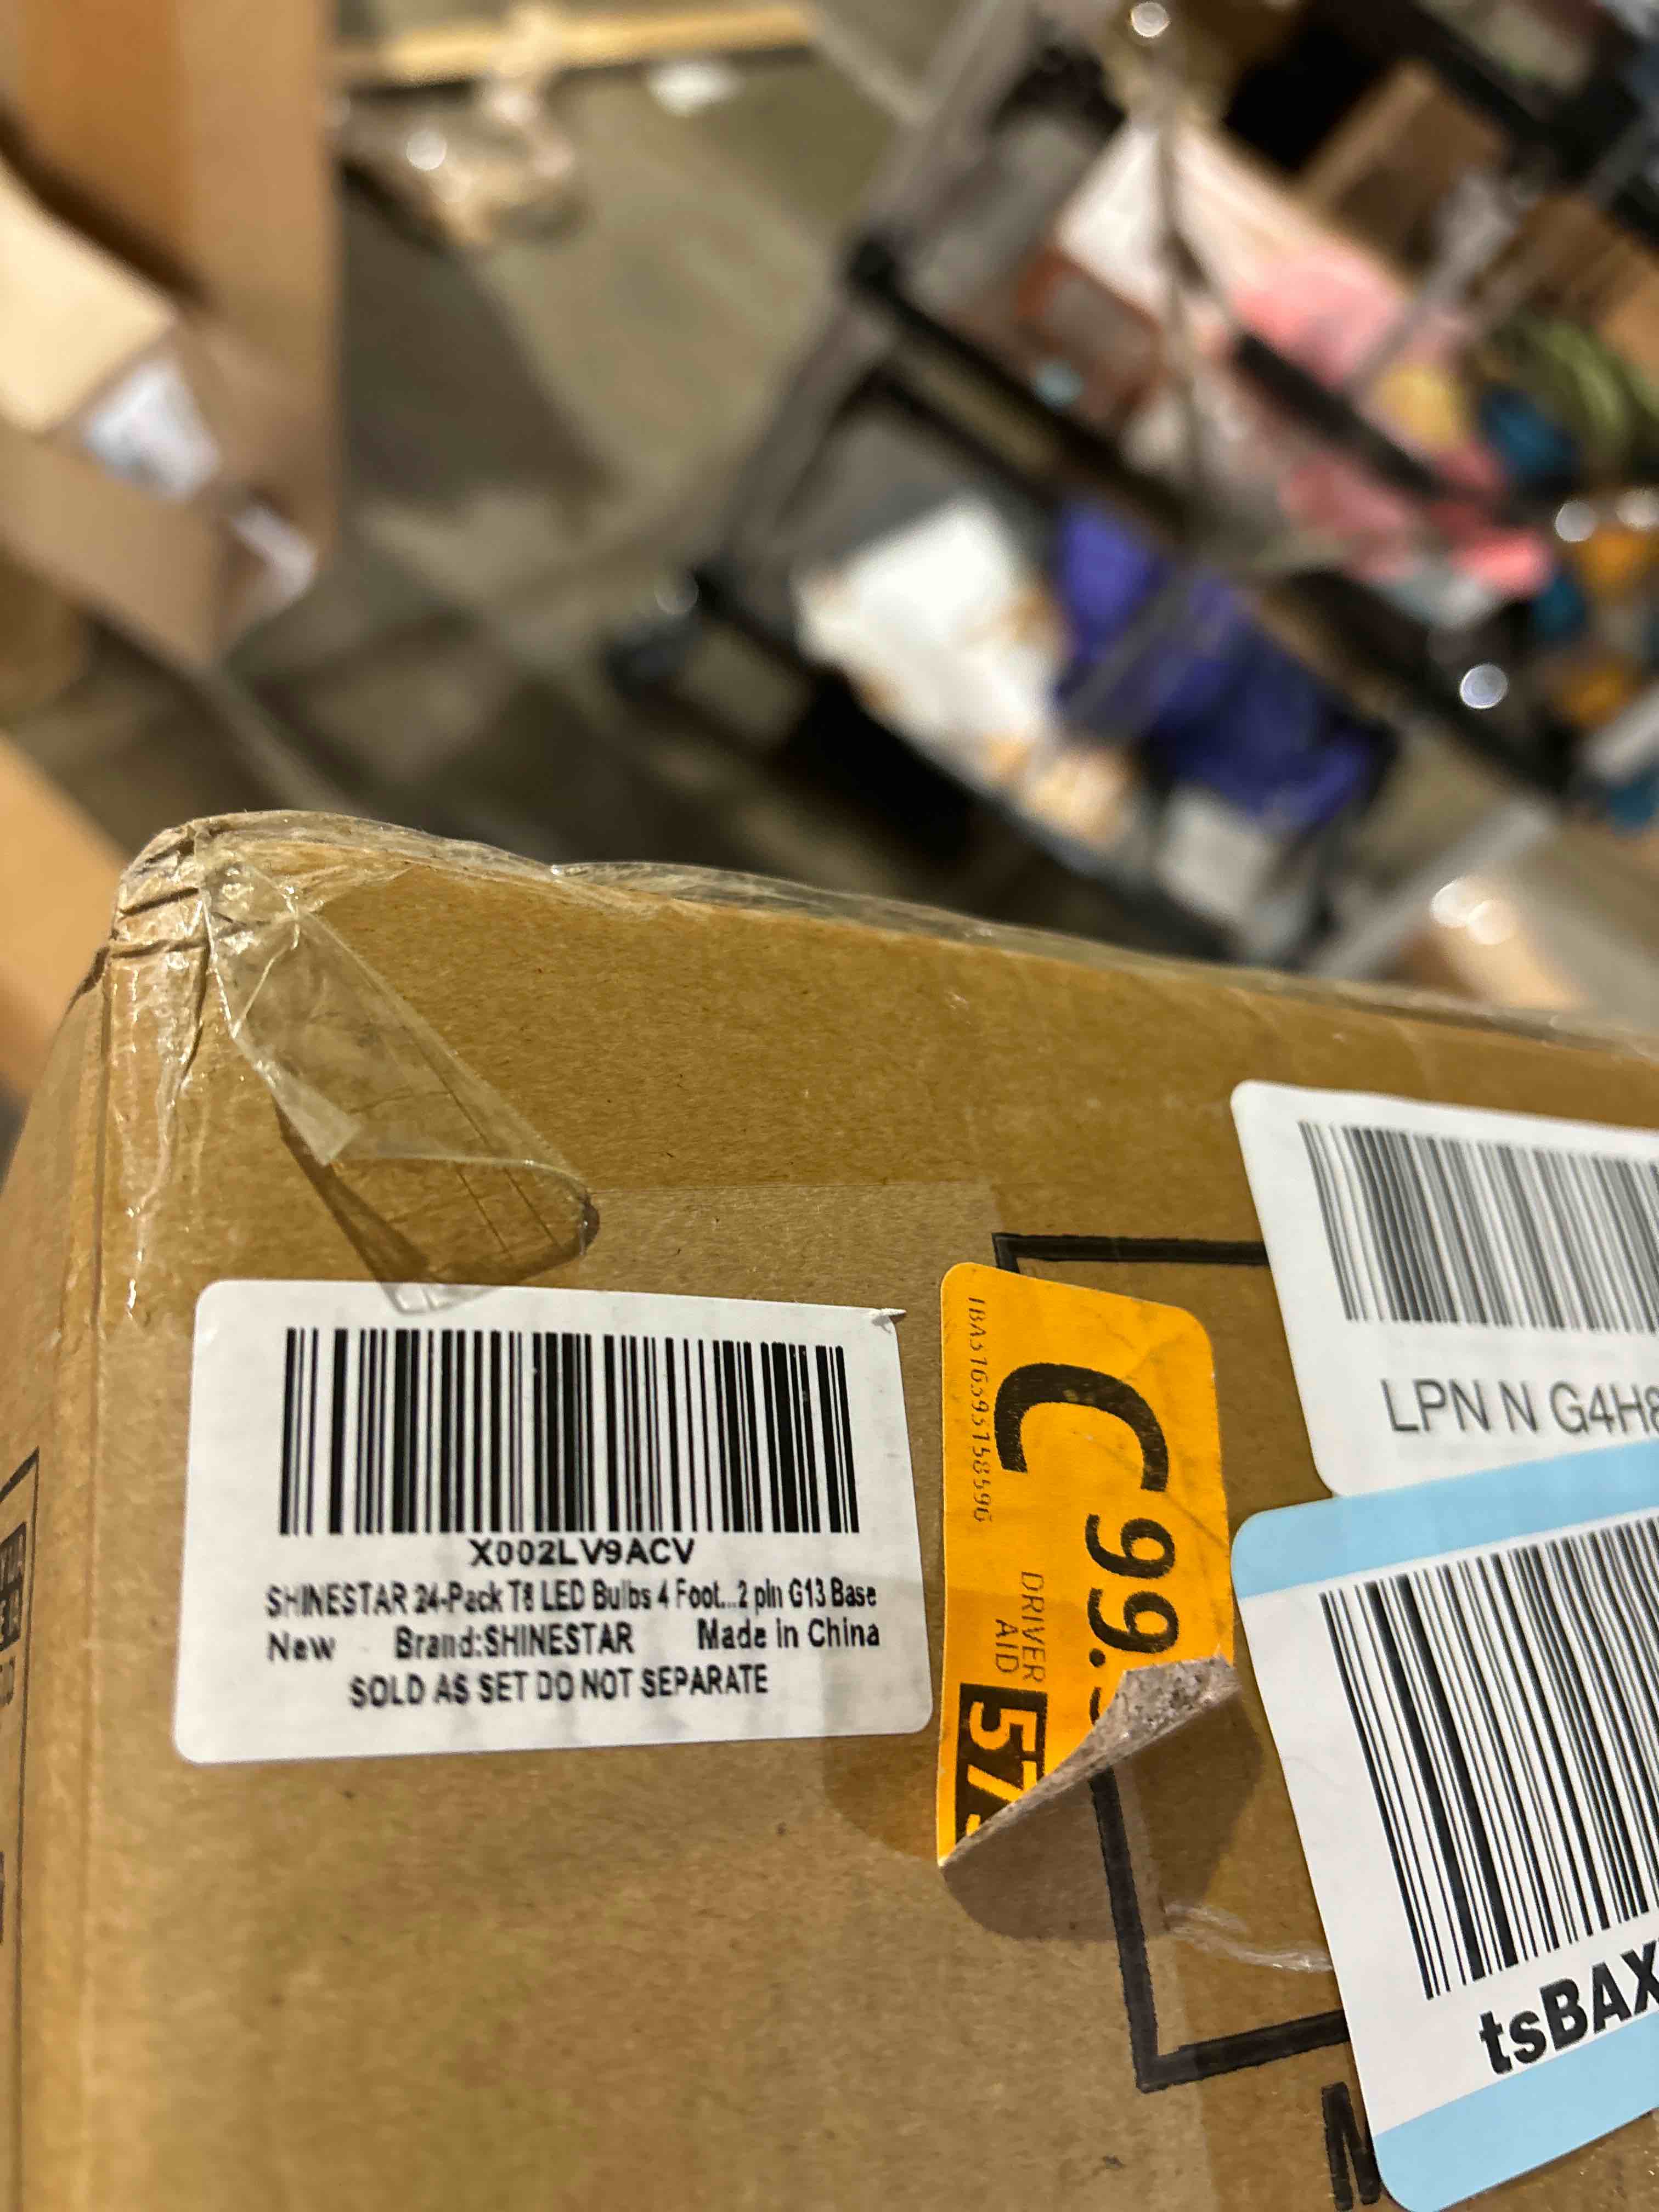 X002LV9ACV
SHINESTAR 24-Pack T8 LED Bulbs 4 Foot...2 pin G13 Base
New Brand:SHINESTAR Made in China
SOLD AS SET DO NOT SEPARATE
C 99.
DRIVER
AID
57
LPN N G4H8
tsBAX